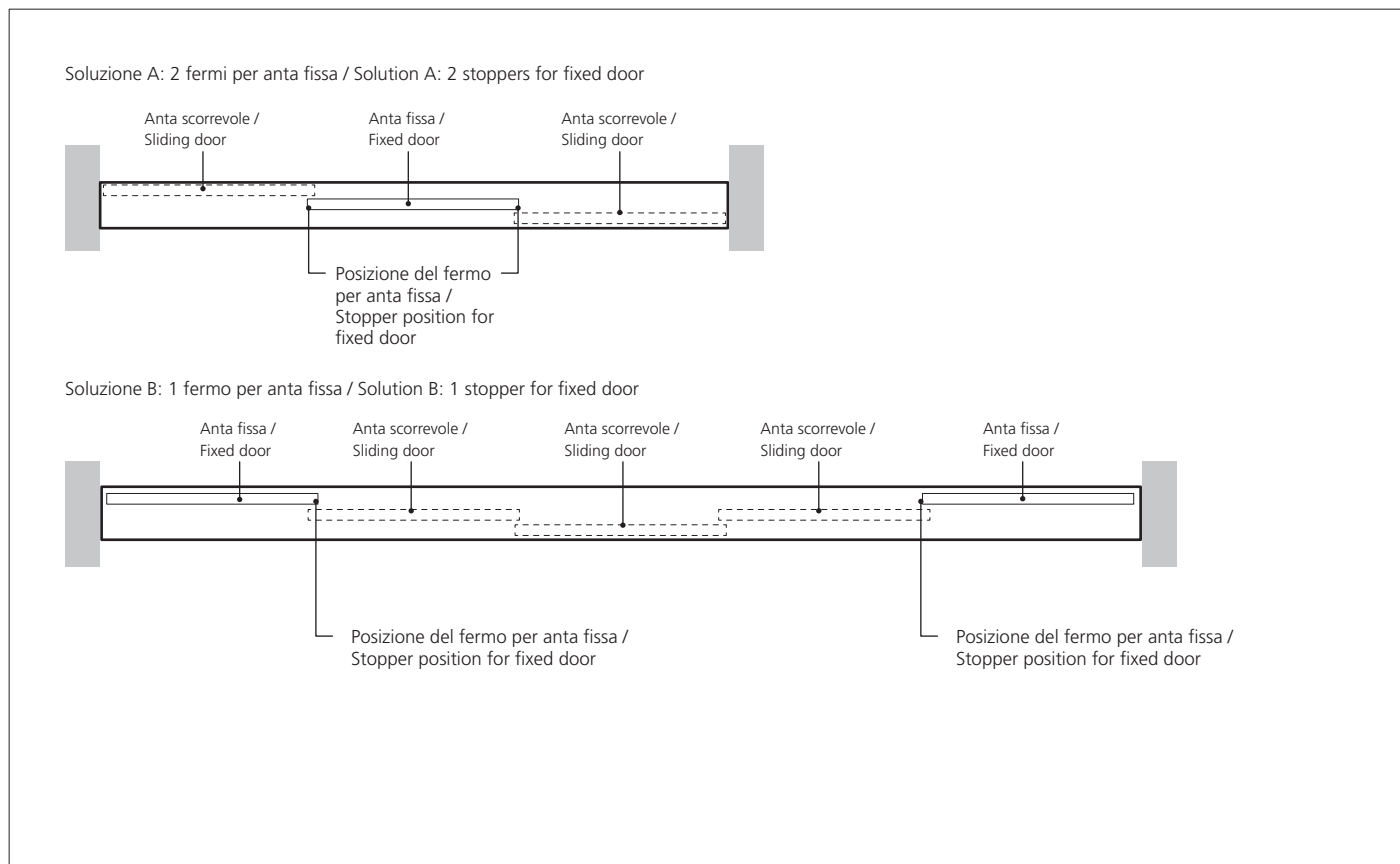 Soluzione A: 2 fermi per anta fissa / Solution A: 2 stoppers for fixed door
Anta scorrevole /
Sliding door
Anta fissa /
Fixed door
Anta scorrevole /
Sliding door
Posizione del fermo
per anta fissa /
Stopper position for
fixed door
Soluzione B: 1 fermo per anta fissa / Solution B: 1 stopper for fixed door
Anta fissa /
Fixed door
Anta scorrevole /
Sliding door
Anta scorrevole /
Sliding door
Anta scorrevole /
Sliding door
Anta fissa /
Fixed door
Posizione del fermo per anta fissa /
Stopper position for fixed door
Posizione del fermo per anta fissa /
Stopper position for fixed door